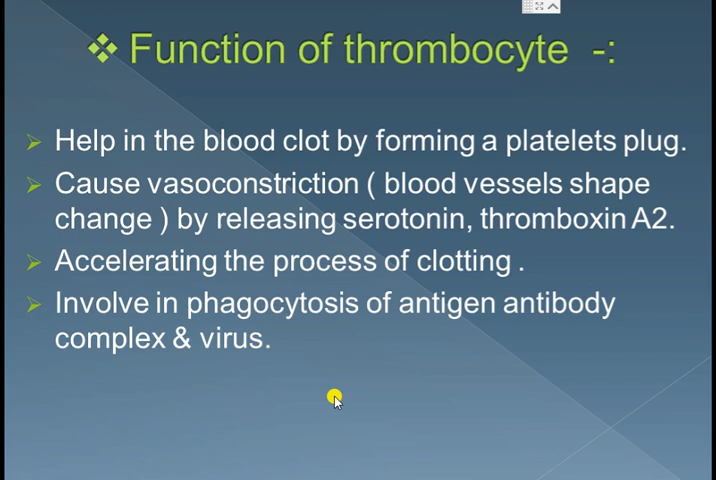 ❖ Function of thrombocyte -:
➢ Help in the blood clot by forming a platelets plug.
➢ Cause vasoconstriction ( blood vessels shape
change ) by releasing serotonin, thromboxin A2.
➢ Accelerating the process of clotting .
➢ Involve in phagocytosis of antigen antibody
complex & virus.